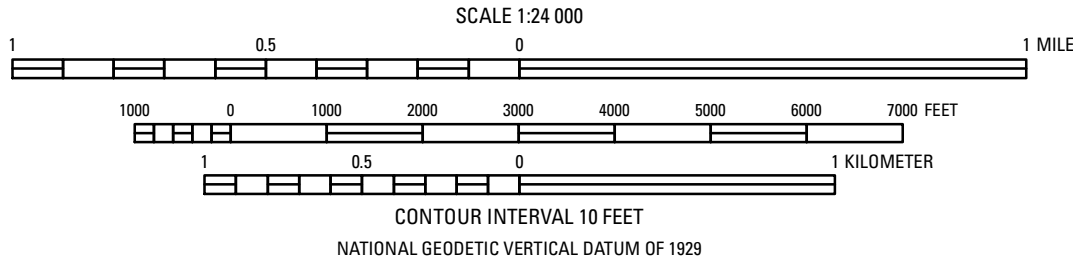 SCALE 1:24 000
1 0.5 0 1 MILE
1000 0 1000 2000 3000 4000 5000 6000 7000 FEET
1 0.5 0 1 KILOMETER
CONTOUR INTERVAL 10 FEET
NATIONAL GEODETIC VERTICAL DATUM OF 1929